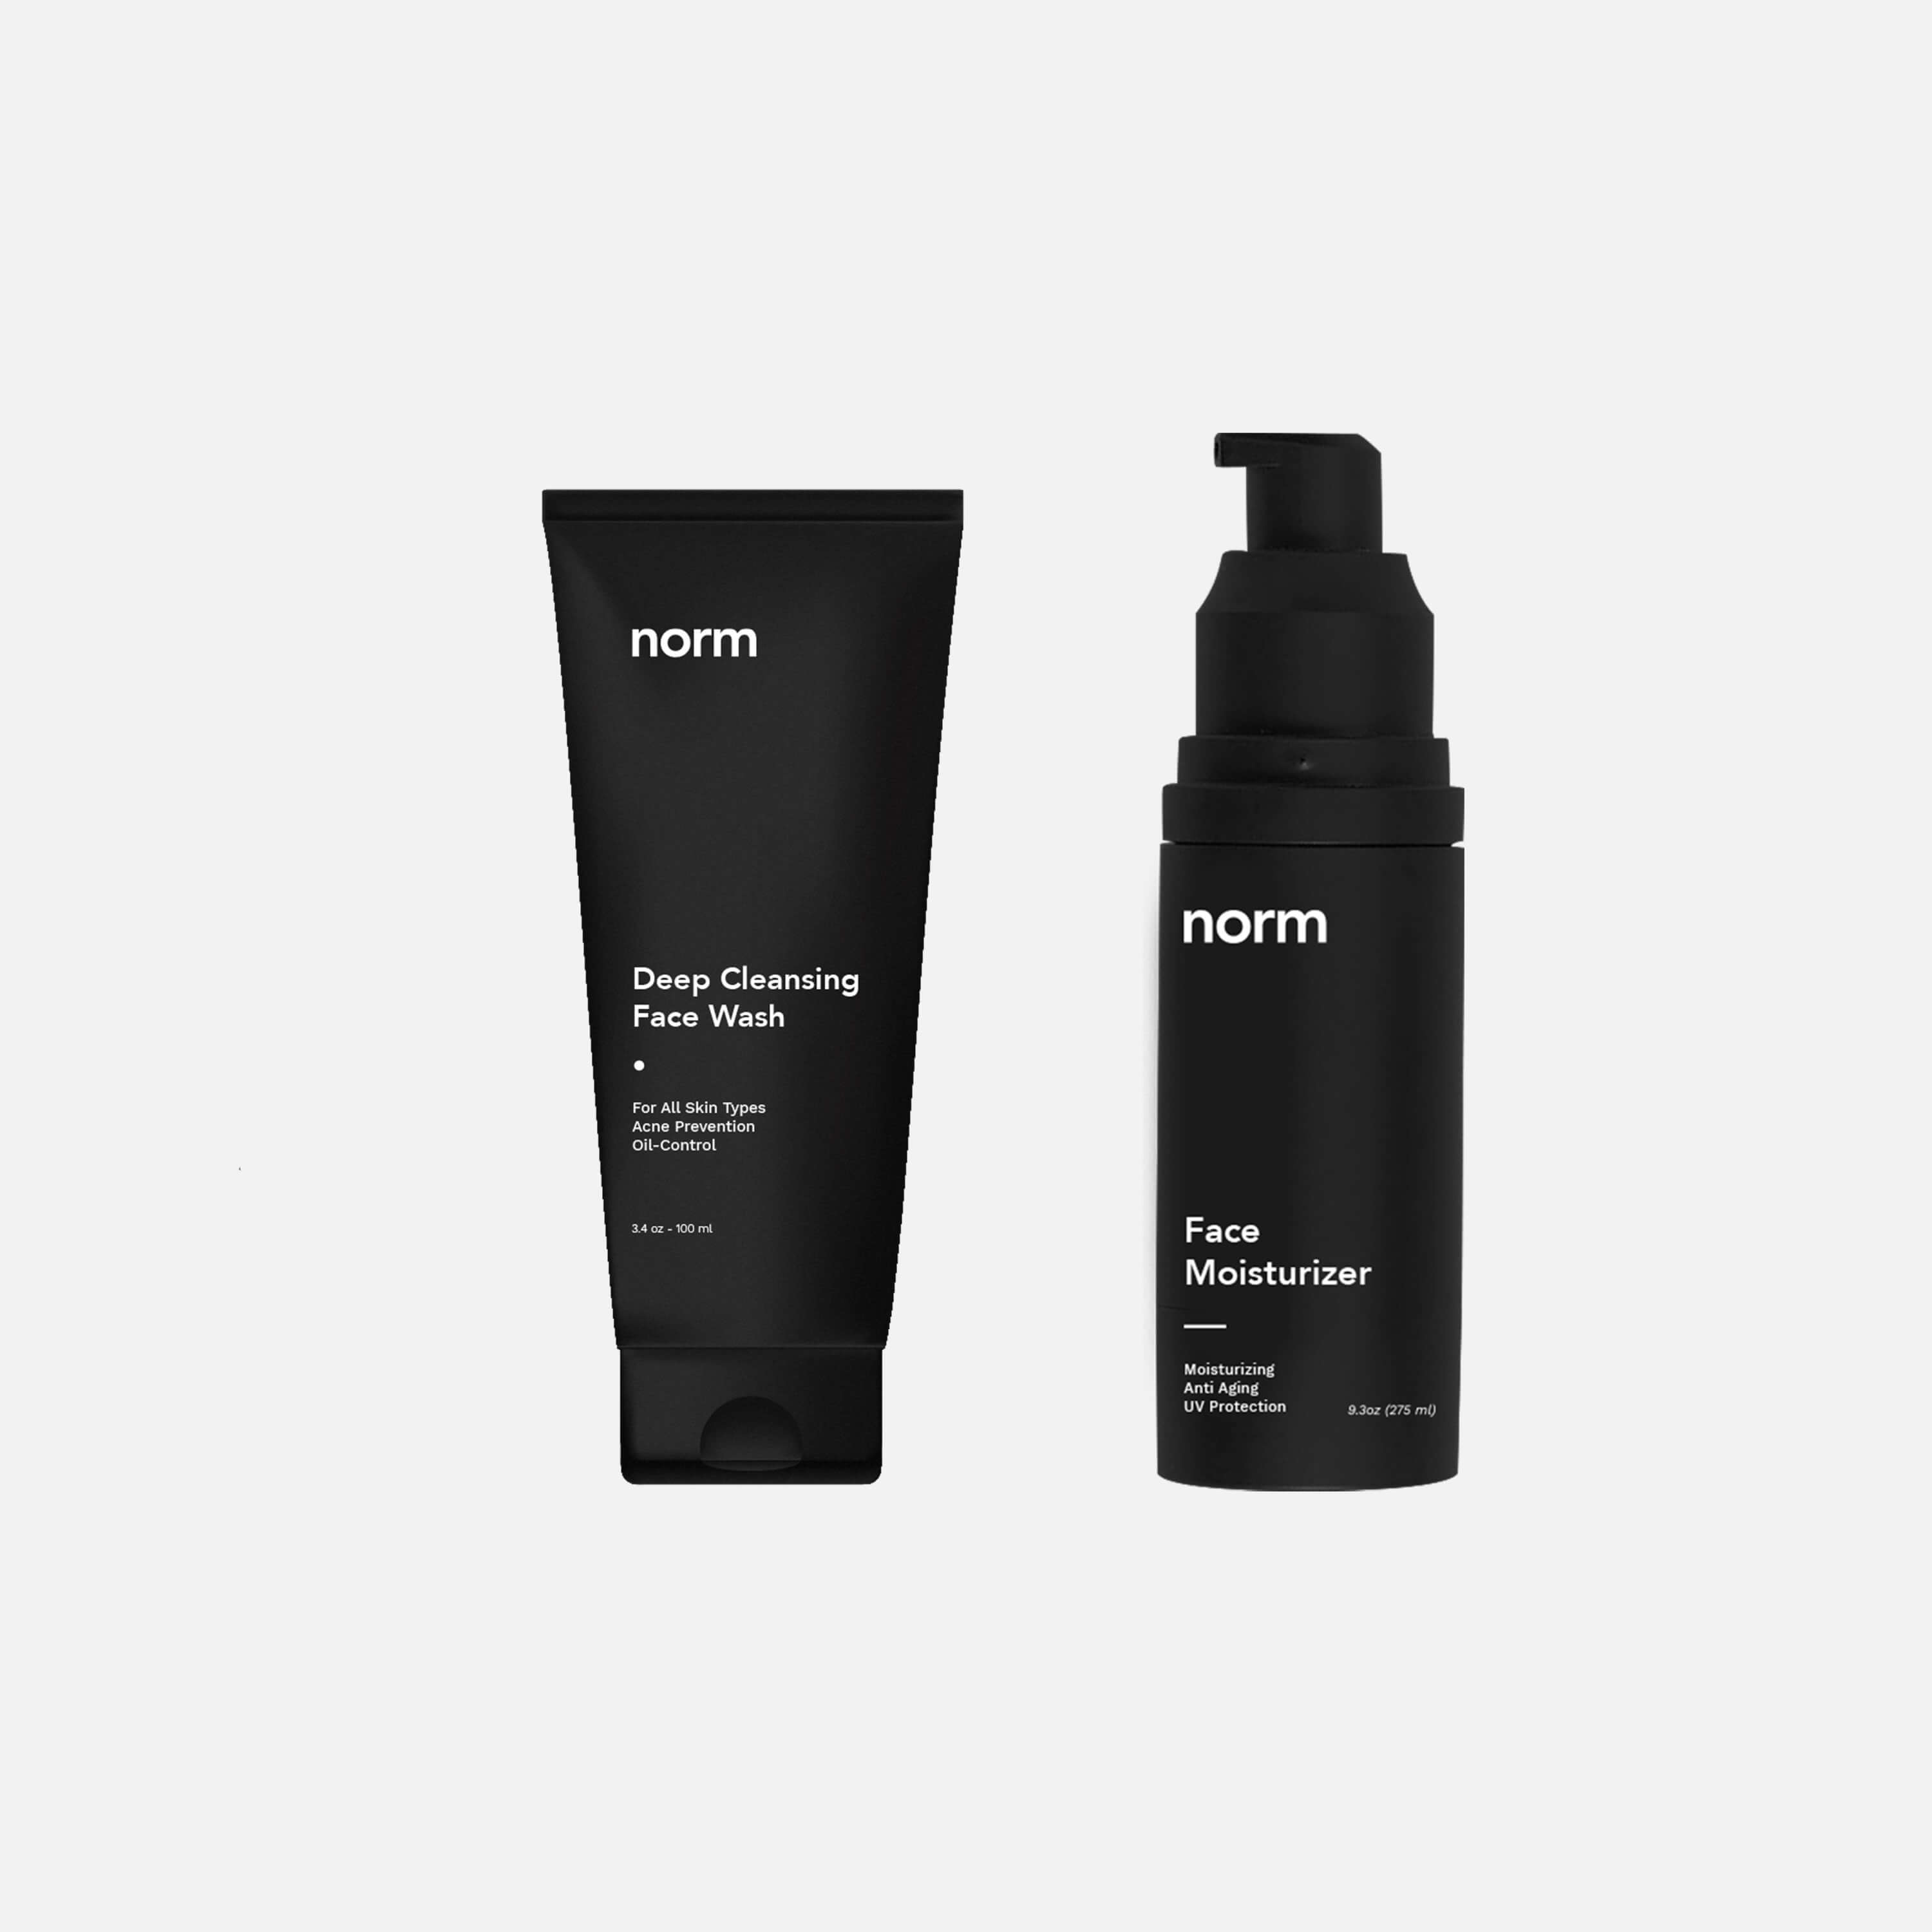 norm
Deep Cleansing
Face Wash
For All Skin Types
Acne Prevention
Oil-Control
3.4 oz - 100 ml
norm
Face
Moisturizer
Moisturizing
Anti Aging
UV Protection
9.3oz (275 ml)